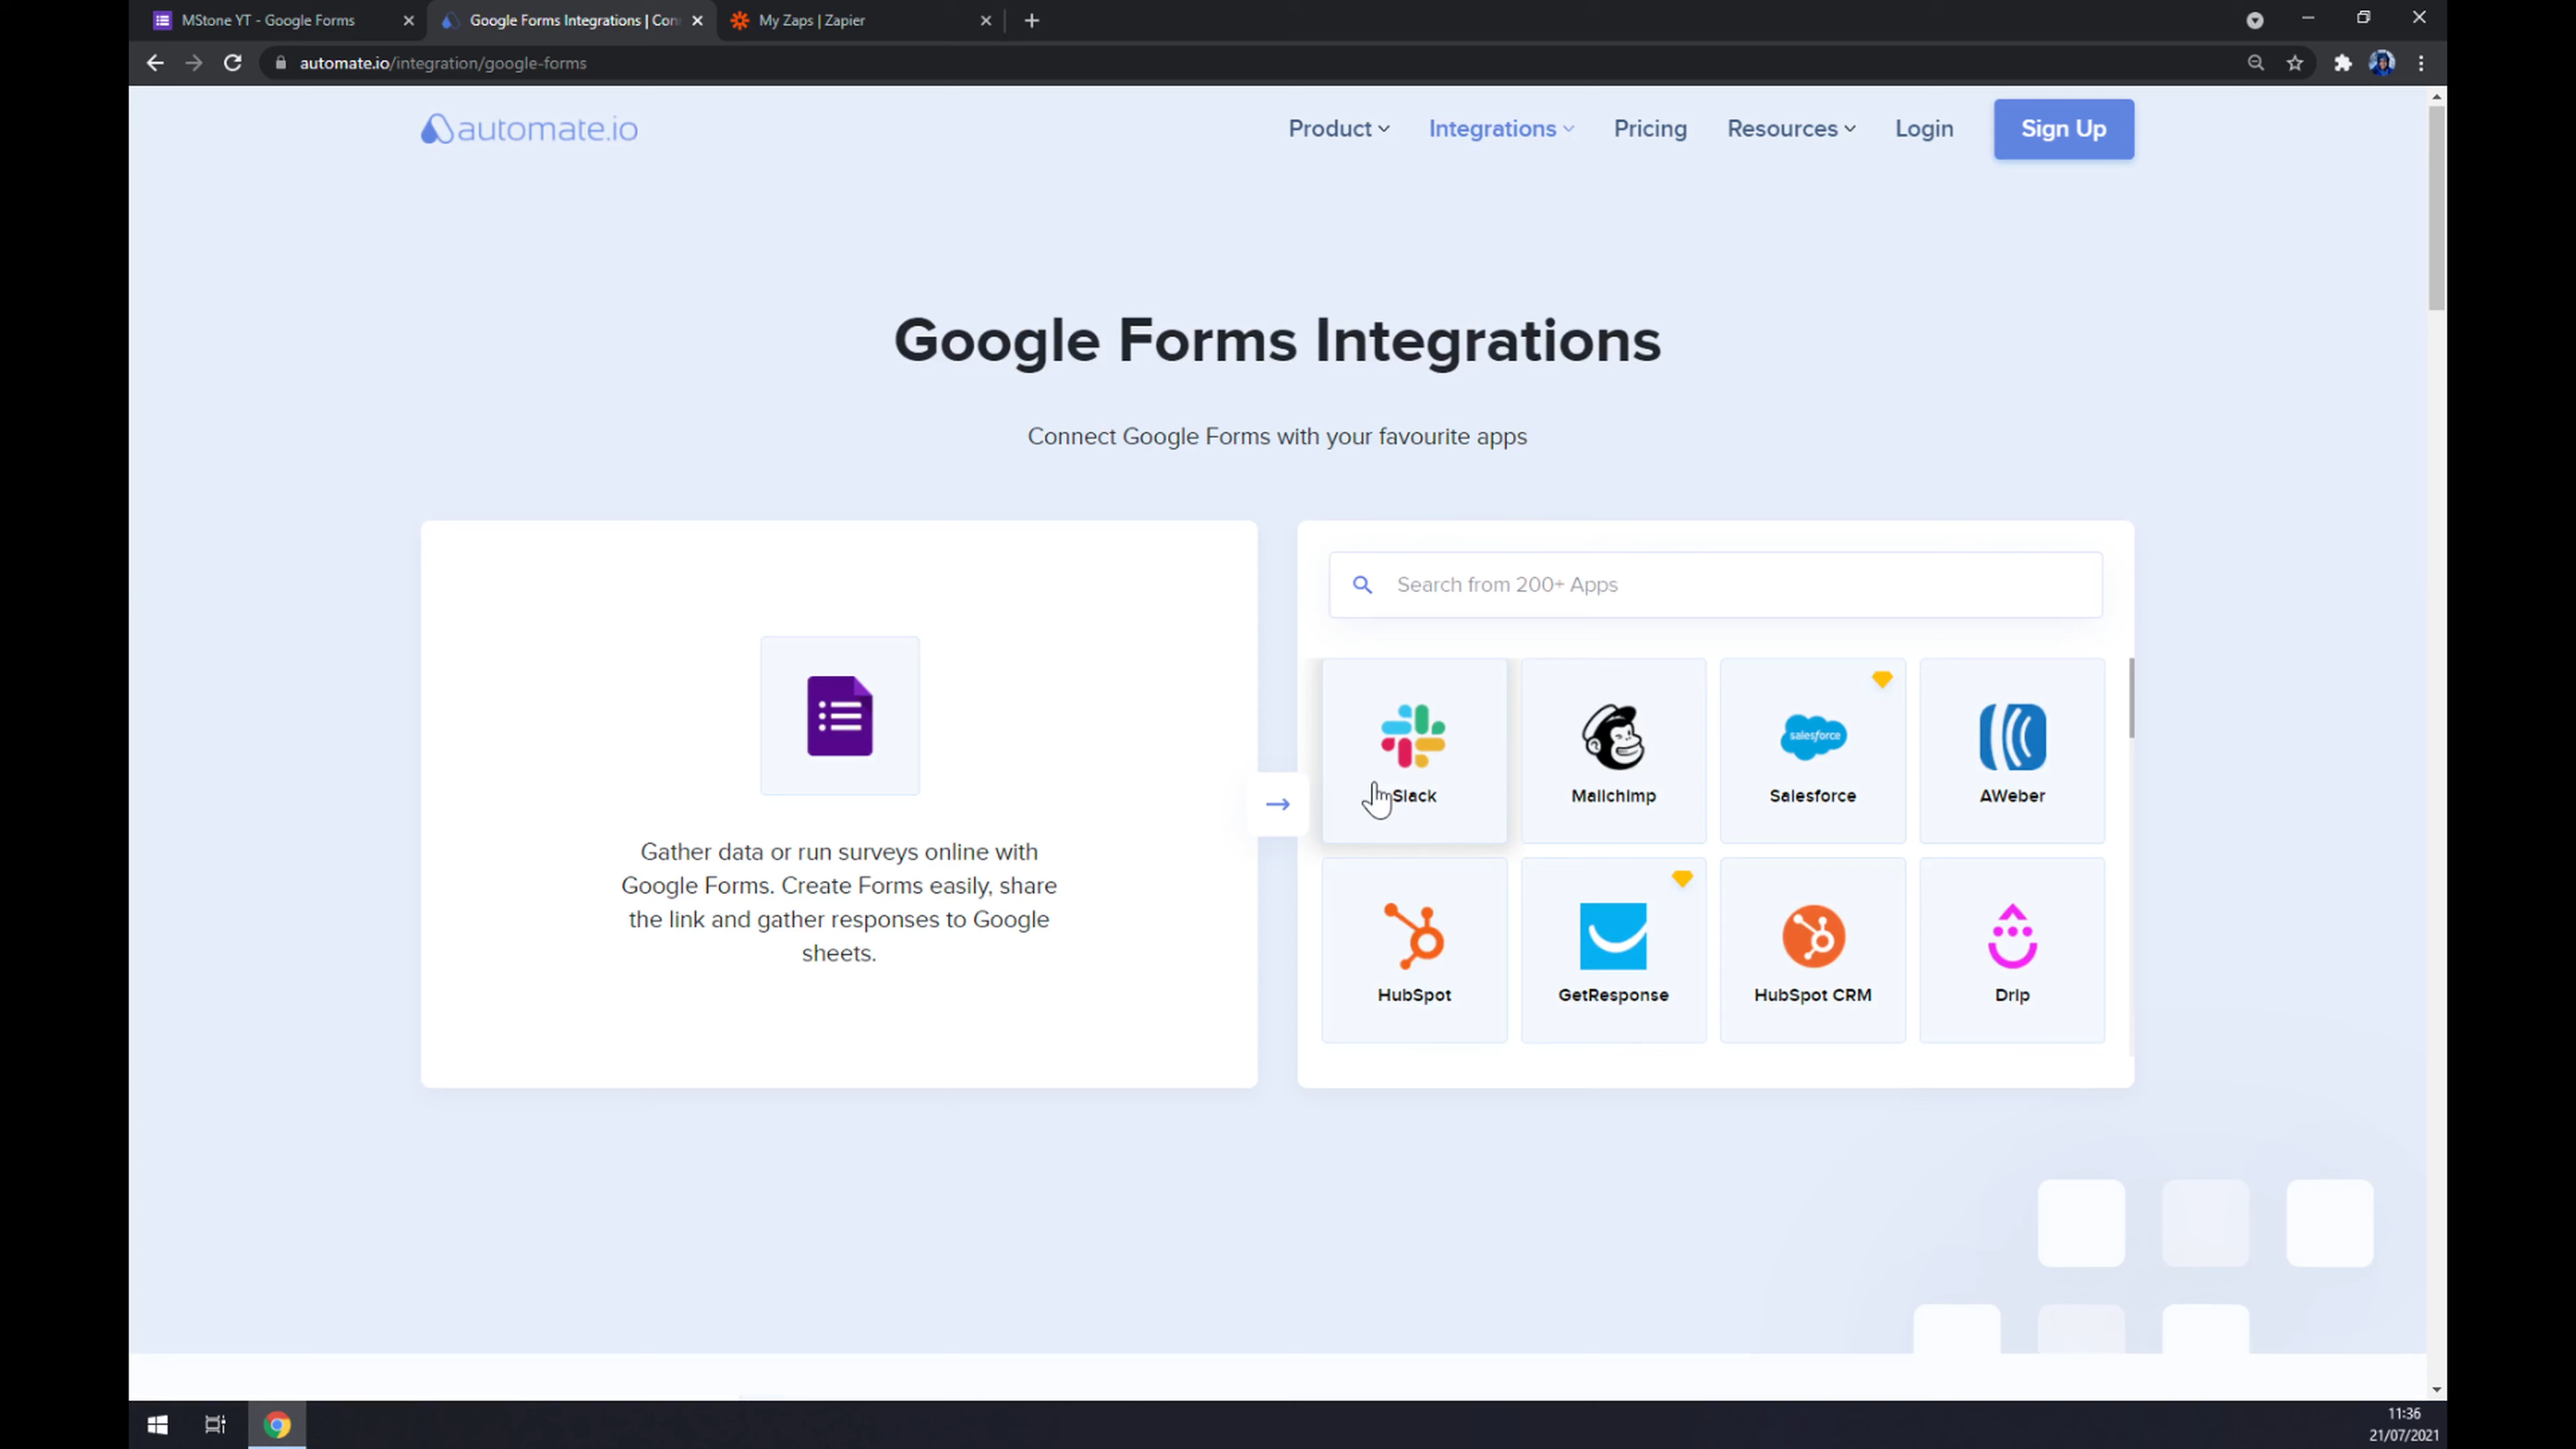 MStone YT - Google Forms
Google Forms Integrations | Con
My Zaps | Zapier
automate.io/integration/google-forms
automate.io
Product
Integrations
Pricing
Resources
Login
Sign Up
Google Forms Integrations
Connect Google Forms with your favourite apps
Search from 200+ Apps
Gather data or run surveys online with
Google Forms. Create Forms easily, share
the link and gather responses to Google
sheets.
Slack
Mailchimp
salesforce
Salesforce
AWeber
HubSpot
GetResponse
HubSpot CRM
Drip
11:36
21/07/2021